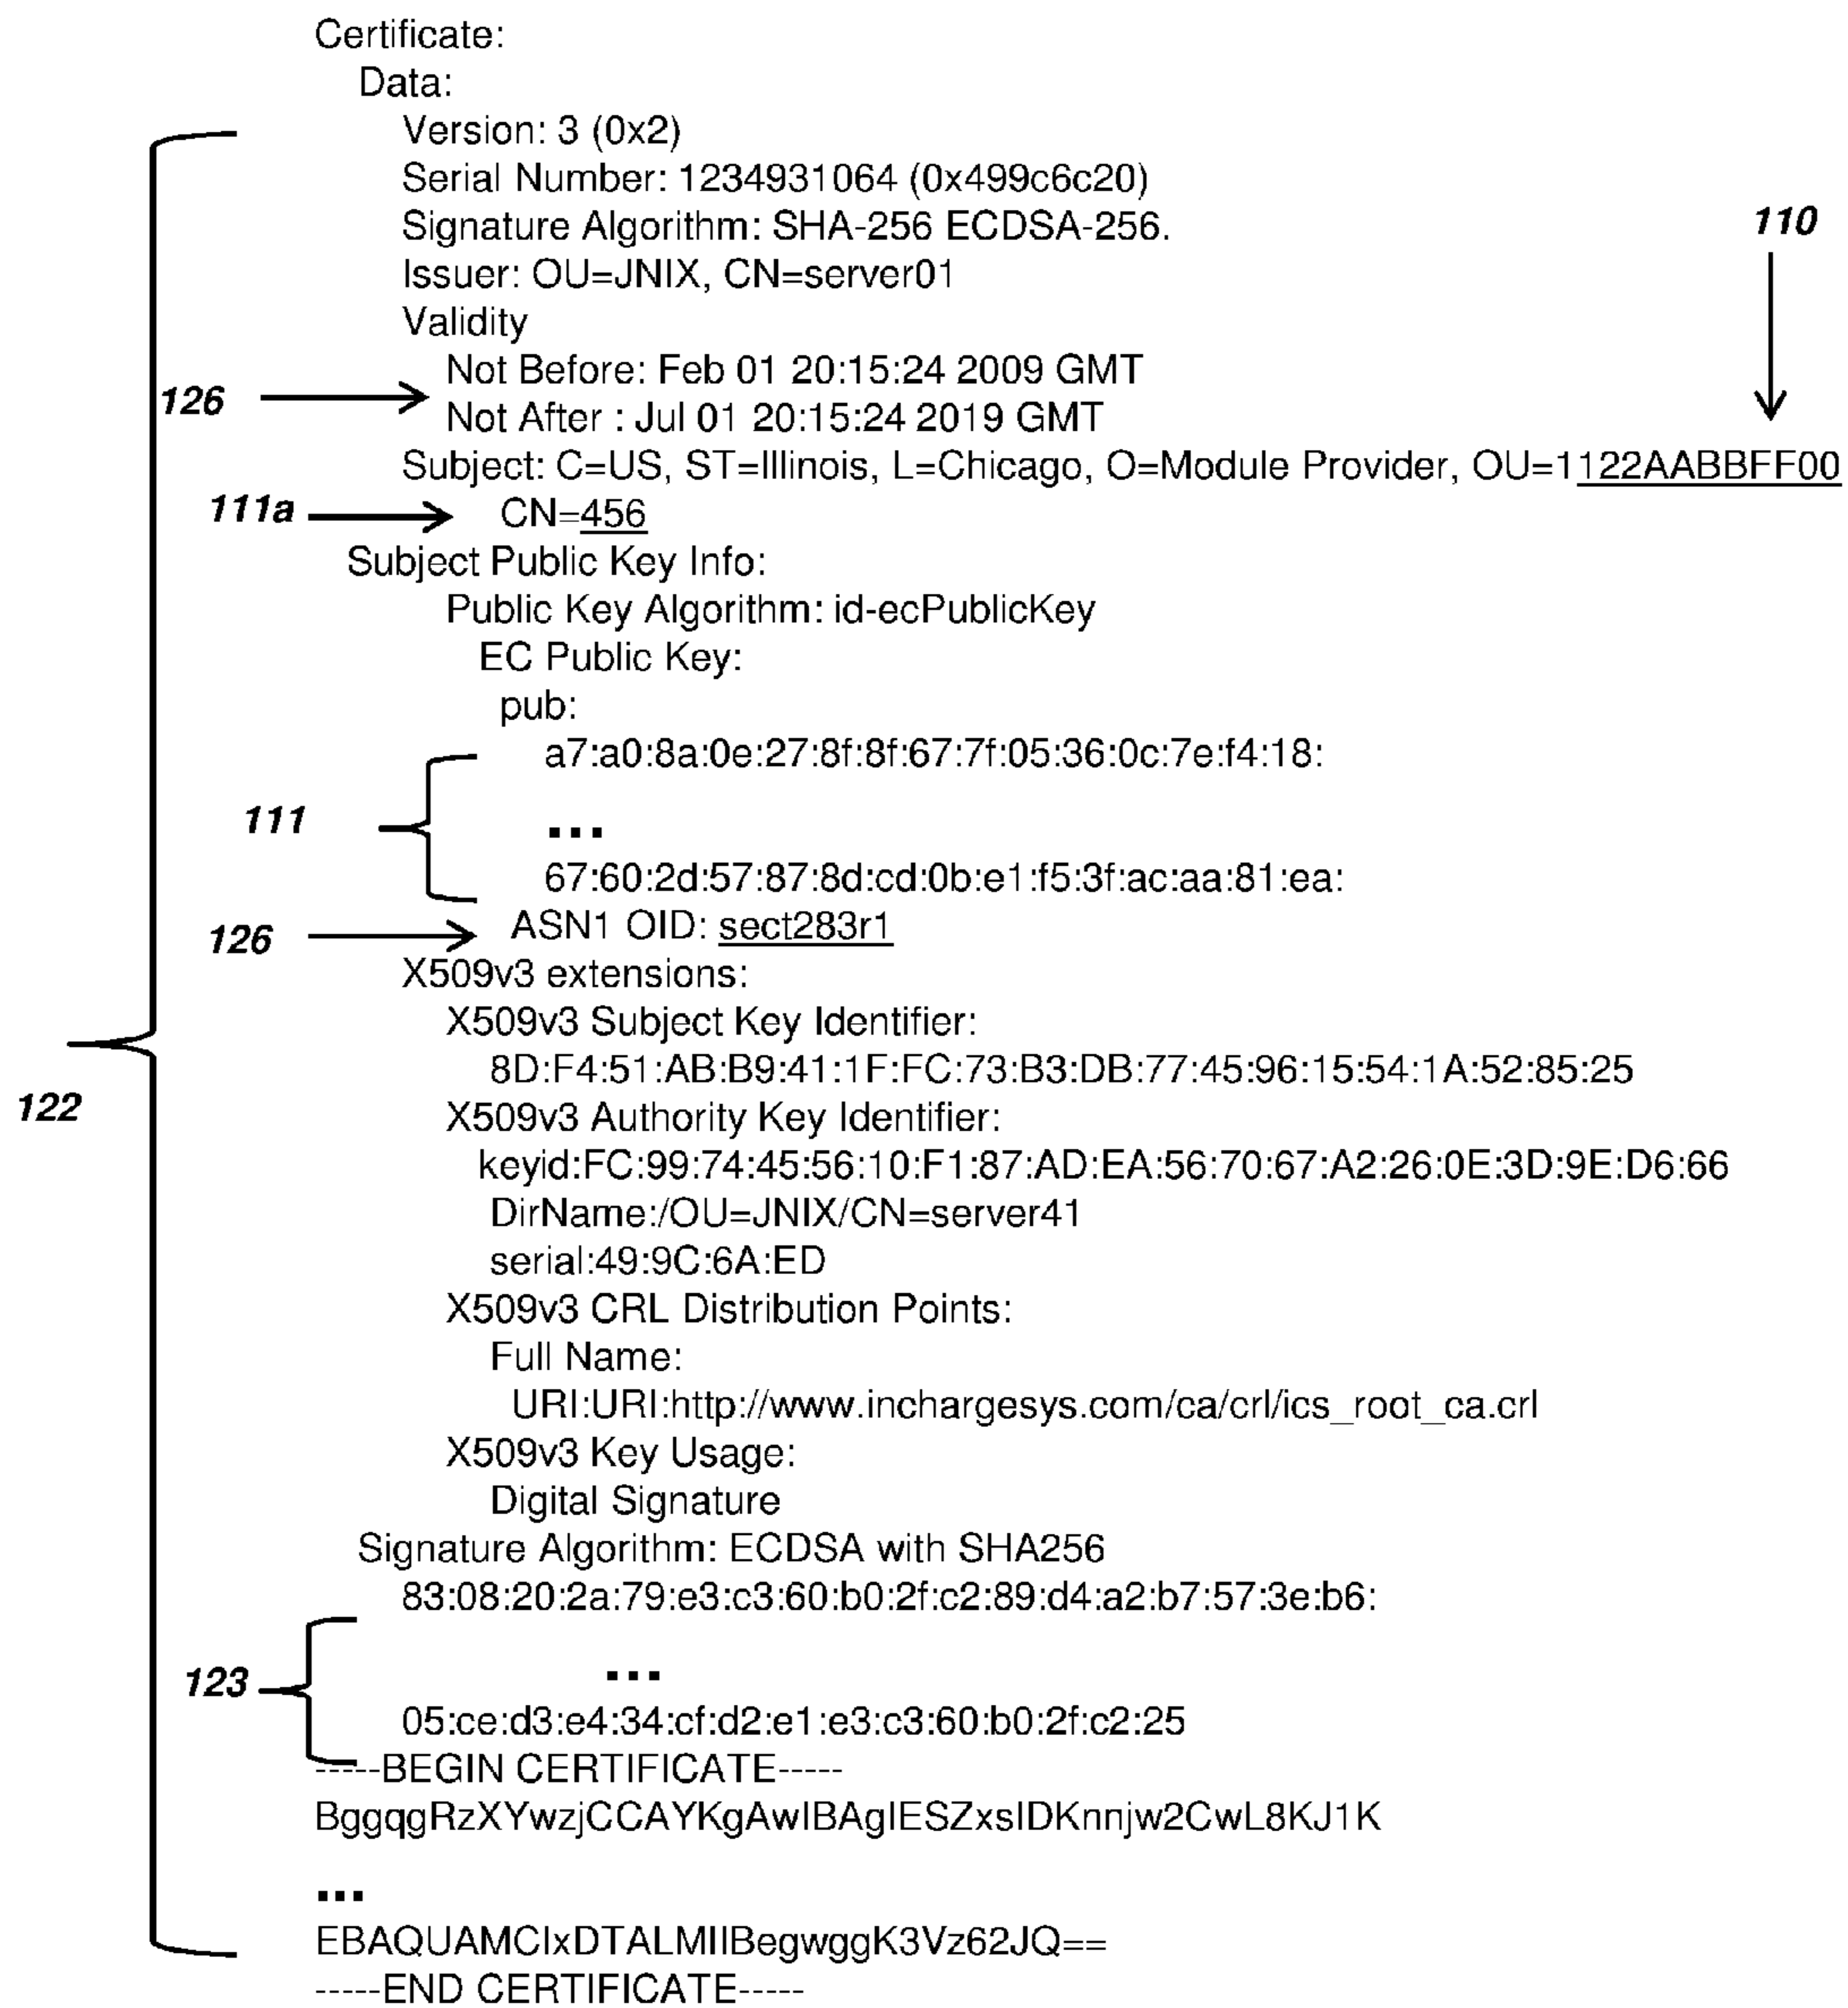 Certificate:
Data:
Version: 3 (0x2)
Serial Number: 1234931064 (0x499c6c20)
Signature Algorithm: SHA-256 ECDSA-256.
110
Issuer: OU=JNIX, CN=server01
Validity
Not Before: Feb 01 20:15:24 2009 GMT
126
Not After : Jul 01 20:15:24 2019 GMT
Subject: C=US, ST=Illinois, L=Chicago, O=Module Provider, OU=1122AABBFF00
111a
CN=456
Subject Public Key Info:
Public Key Algorithm: id-ecPublicKey
EC Public Key:
pub:
a7:a0:8a:0e:27:8f:8f:67:7f:05:36:0c:7e:f4:18:
111
...
67:60:2d:57:87:8d:cd:0b:e1:f5:3f:ac:aa:81:ea:
126
ASN1 OID: sect283r1
X509v3 extensions:
X509v3 Subject Key Identifier:
8D:F4:51:AB:B9:41:1F:FC:73:B3:DB:77:45:96:15:54:1A:52:85:25
122
X509v3 Authority Key Identifier:
keyid:FC:99:74:45:56:10:F1:87:AD:EA:56:70:67:A2:26:0E:3D:9E:D6:66
DirName:/OU=JNIX/CN=server41
serial:49:9C:6A:ED
X509v3 CRL Distribution Points:
Full Name:
URI:URI:http://www.inchargesys.com/ca/crl/ics_root_ca.crl
X509v3 Key Usage:
Digital Signature
Signature Algorithm: ECDSA with SHA256
83:08:20:2a:79:e3:c3:60:b0:2f:c2:89:d4:a2:b7:57:3e:b6:
123
...
05:ce:d3:e4:34:cf:d2:e1:e3:c3:60:b0:2f:c2:25
-----BEGIN CERTIFICATE-----
BggqgRzXYwzjCCAYKgAwIBAgIESZxsIDKnnjw2CwL8KJ1K
...
EBAQUAMCIxDTALMIIBegwggK3Vz62JQ==
-----END CERTIFICATE-----